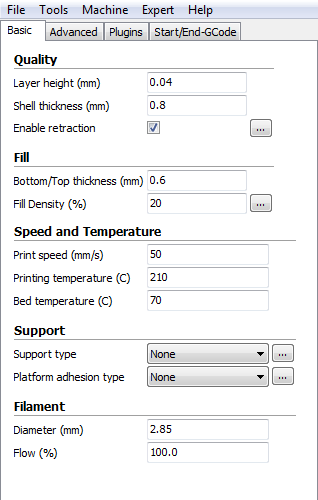 File Tools Machine Expert Help
Basic Advanced Plugins Start/End-GCode
Quality
Layer height (mm) 0.04
Shell thickness (mm) 0.8
Enable retraction ...
Fill
Bottom/Top thickness (mm) 0.6
Fill Density (%) 20 ...
Speed and Temperature
Print speed (mm/s) 50
Printing temperature (C) 210
Bed temperature (C) 70
Support
Support type None ...
Platform adhesion type None ...
Filament
Diameter (mm) 2.85
Flow (%) 100.0